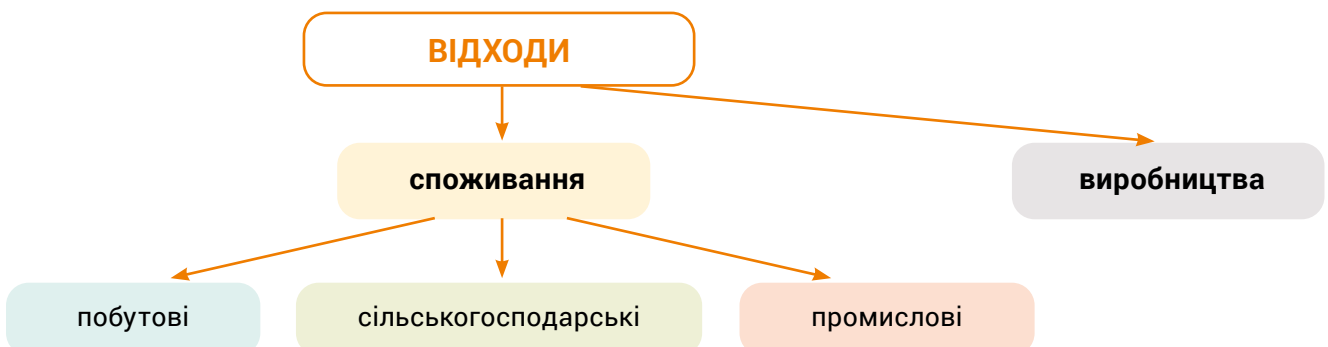 ВІДХОДИ
споживання
виробництва
побутові
сільськогосподарські
промислові